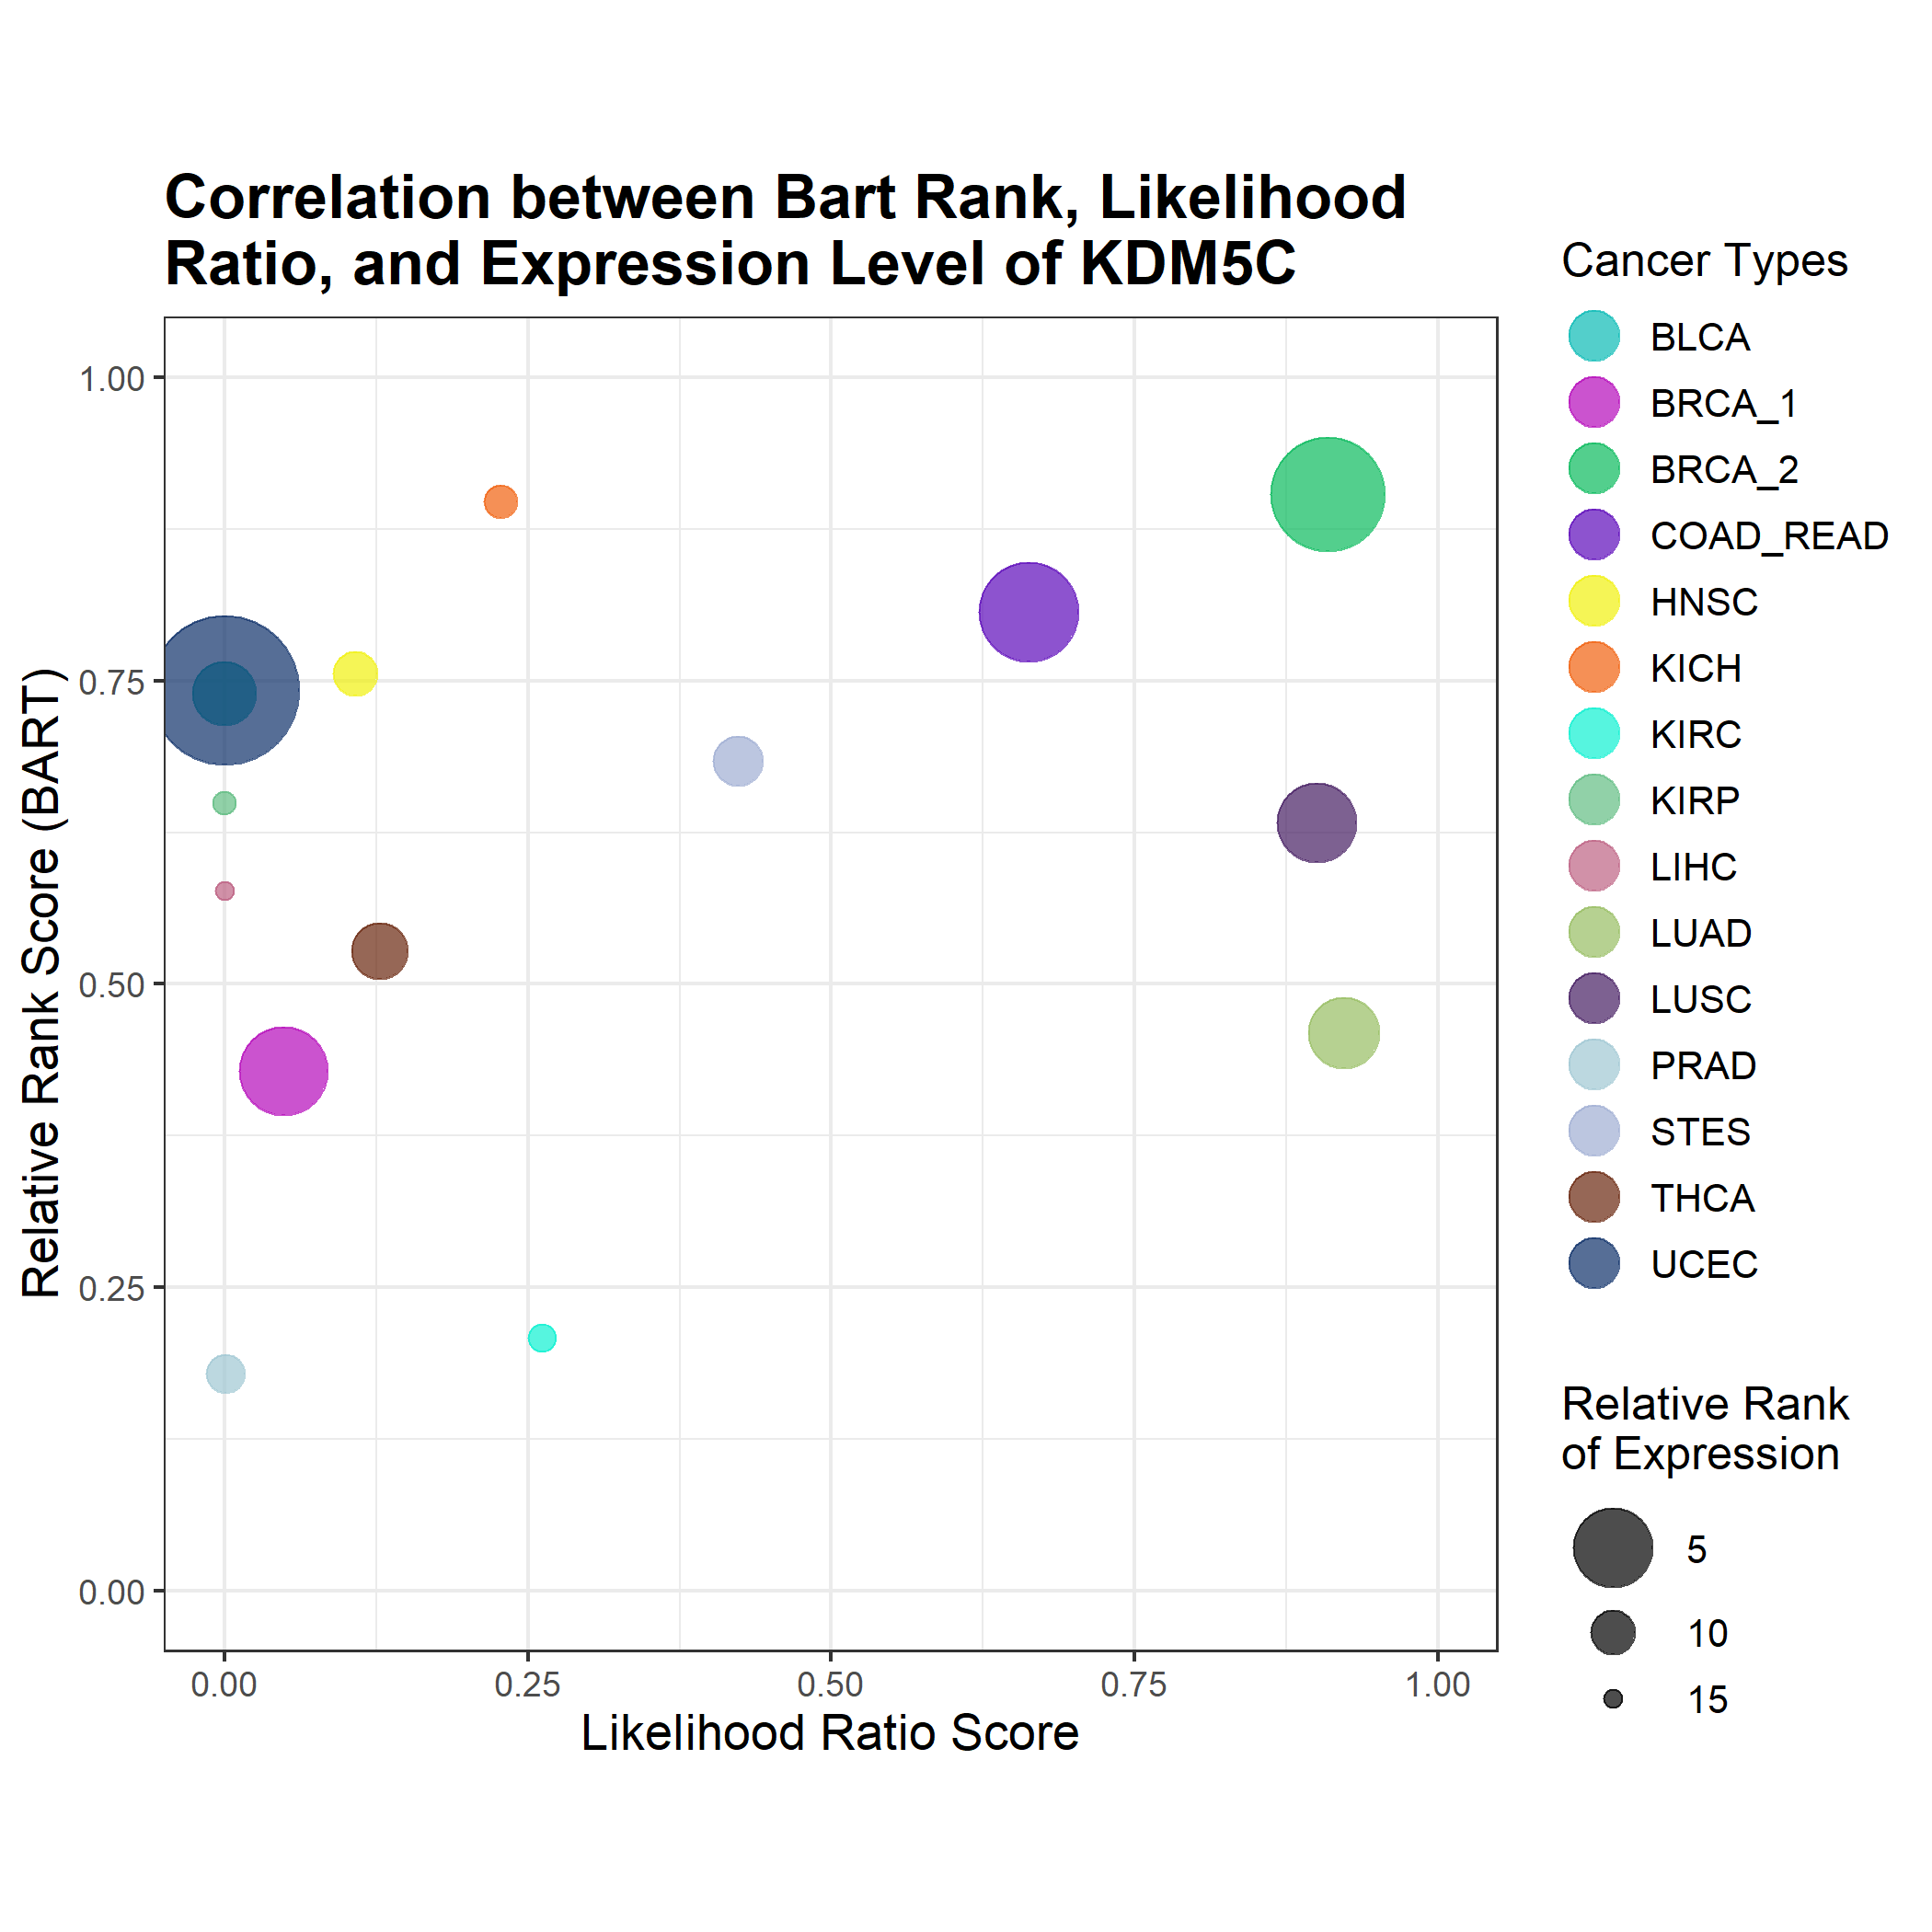 Correlation between Bart Rank, Likelihood
Ratio, and Expression Level of KDM5C
Relative Rank Score (BART)
1.00
0.75
0.50
0.25
0.00
0.00
0.25
0.50
0.75
1.00
Likelihood Ratio Score
Cancer Types
BLCA
BRCA_1
BRCA_2
COAD_READ
HNSC
KICH
KIRC
KIRP
LIHC
LUAD
LUSC
PRAD
STES
THCA
UCEC
Relative Rank
of Expression
5
10
15